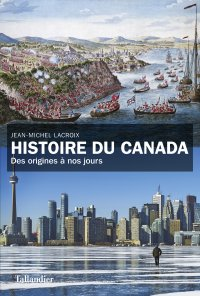 JEAN-MICHEL LACROIX
HISTOIRE DU CANADA
Des origines à nos jours
Tallandier